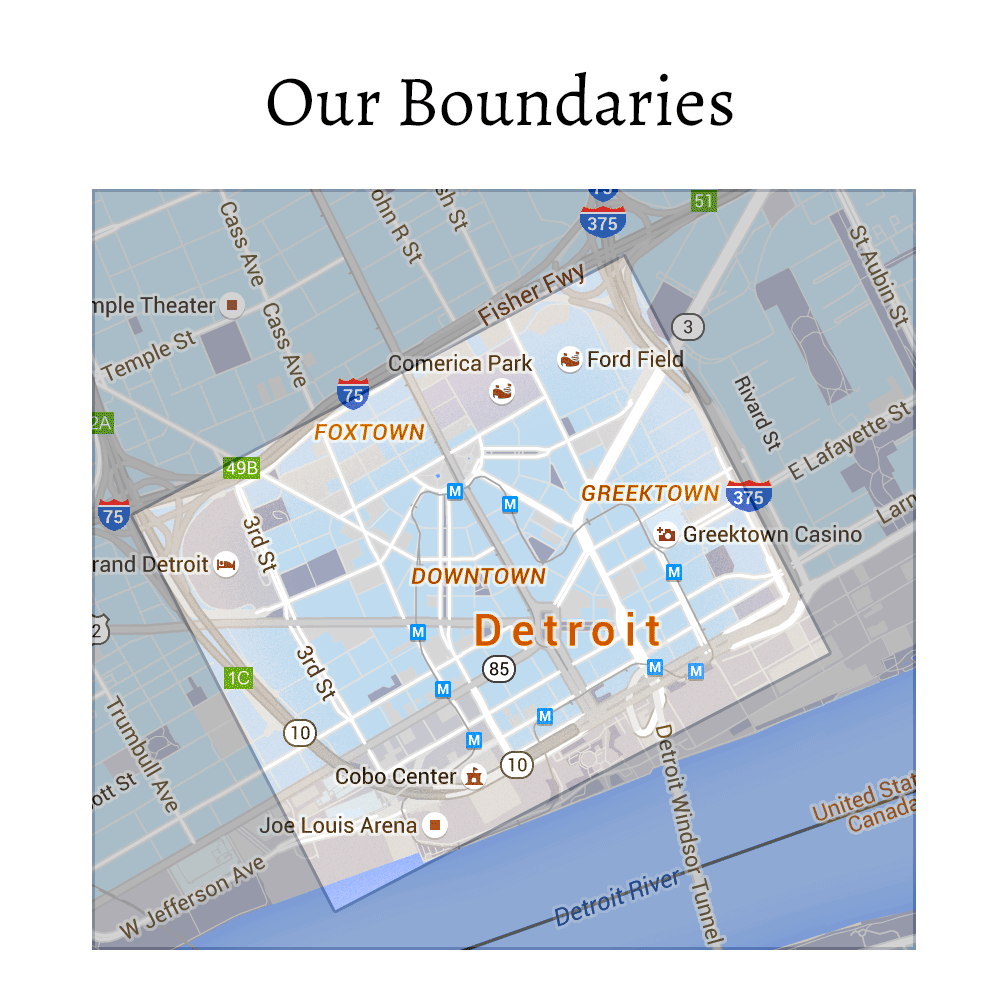 Our Boundaries
75
51
375
Cass Ave
ohn R St
sh St
St Aubin St
Fisher Fwy
mple Theater
Temple St
Cass Ave
3
Comerica Park
Ford Field
75
Rivard St
E Lafayette St
2A
FOXTOWN
49B
GREEKTOWN
375
M
M
75
Larn
3rd St
Greektown Casino
rand Detroit
DOWNTOWN
M
2
M
Detroit
3rd St
85
M
M
1C
M
Trumbull Ave
M
10
M
10
Detroit Windsor Tunnel
Cobo Center
ott St
United Stat
Canada
Joe Louis Arena
W Jefferson Ave
Detroit River